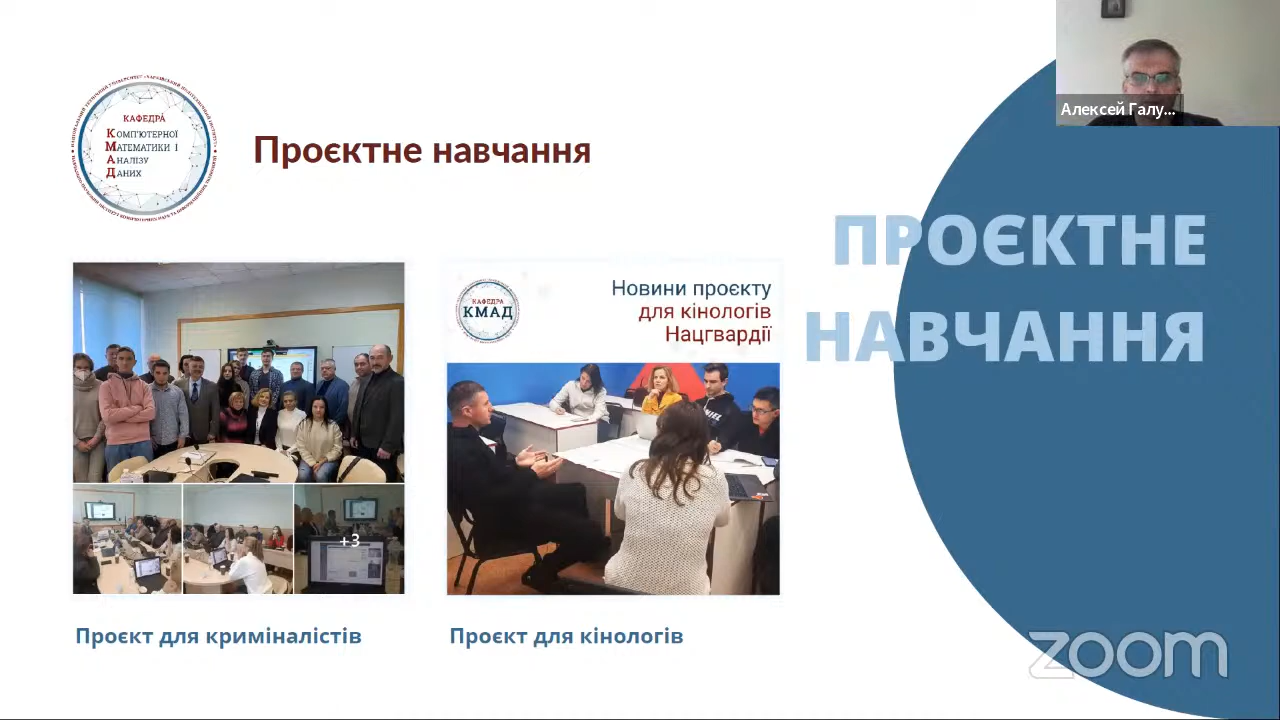 КАФЕДРА
КОМП'ЮТЕРНОЇ
МАТЕМАТИКИ І
АНАЛІЗУ
ДАНИХ
Проєктне навчання
Алексей Галу...
ПРОЄКТНЕ
НАВЧАННЯ
КАФЕДРА
КМАД
Новини проєкту
для кінологів
Нацгвардії
+3
Проєкт для криміналістів
Проєкт для кінологів
zoom